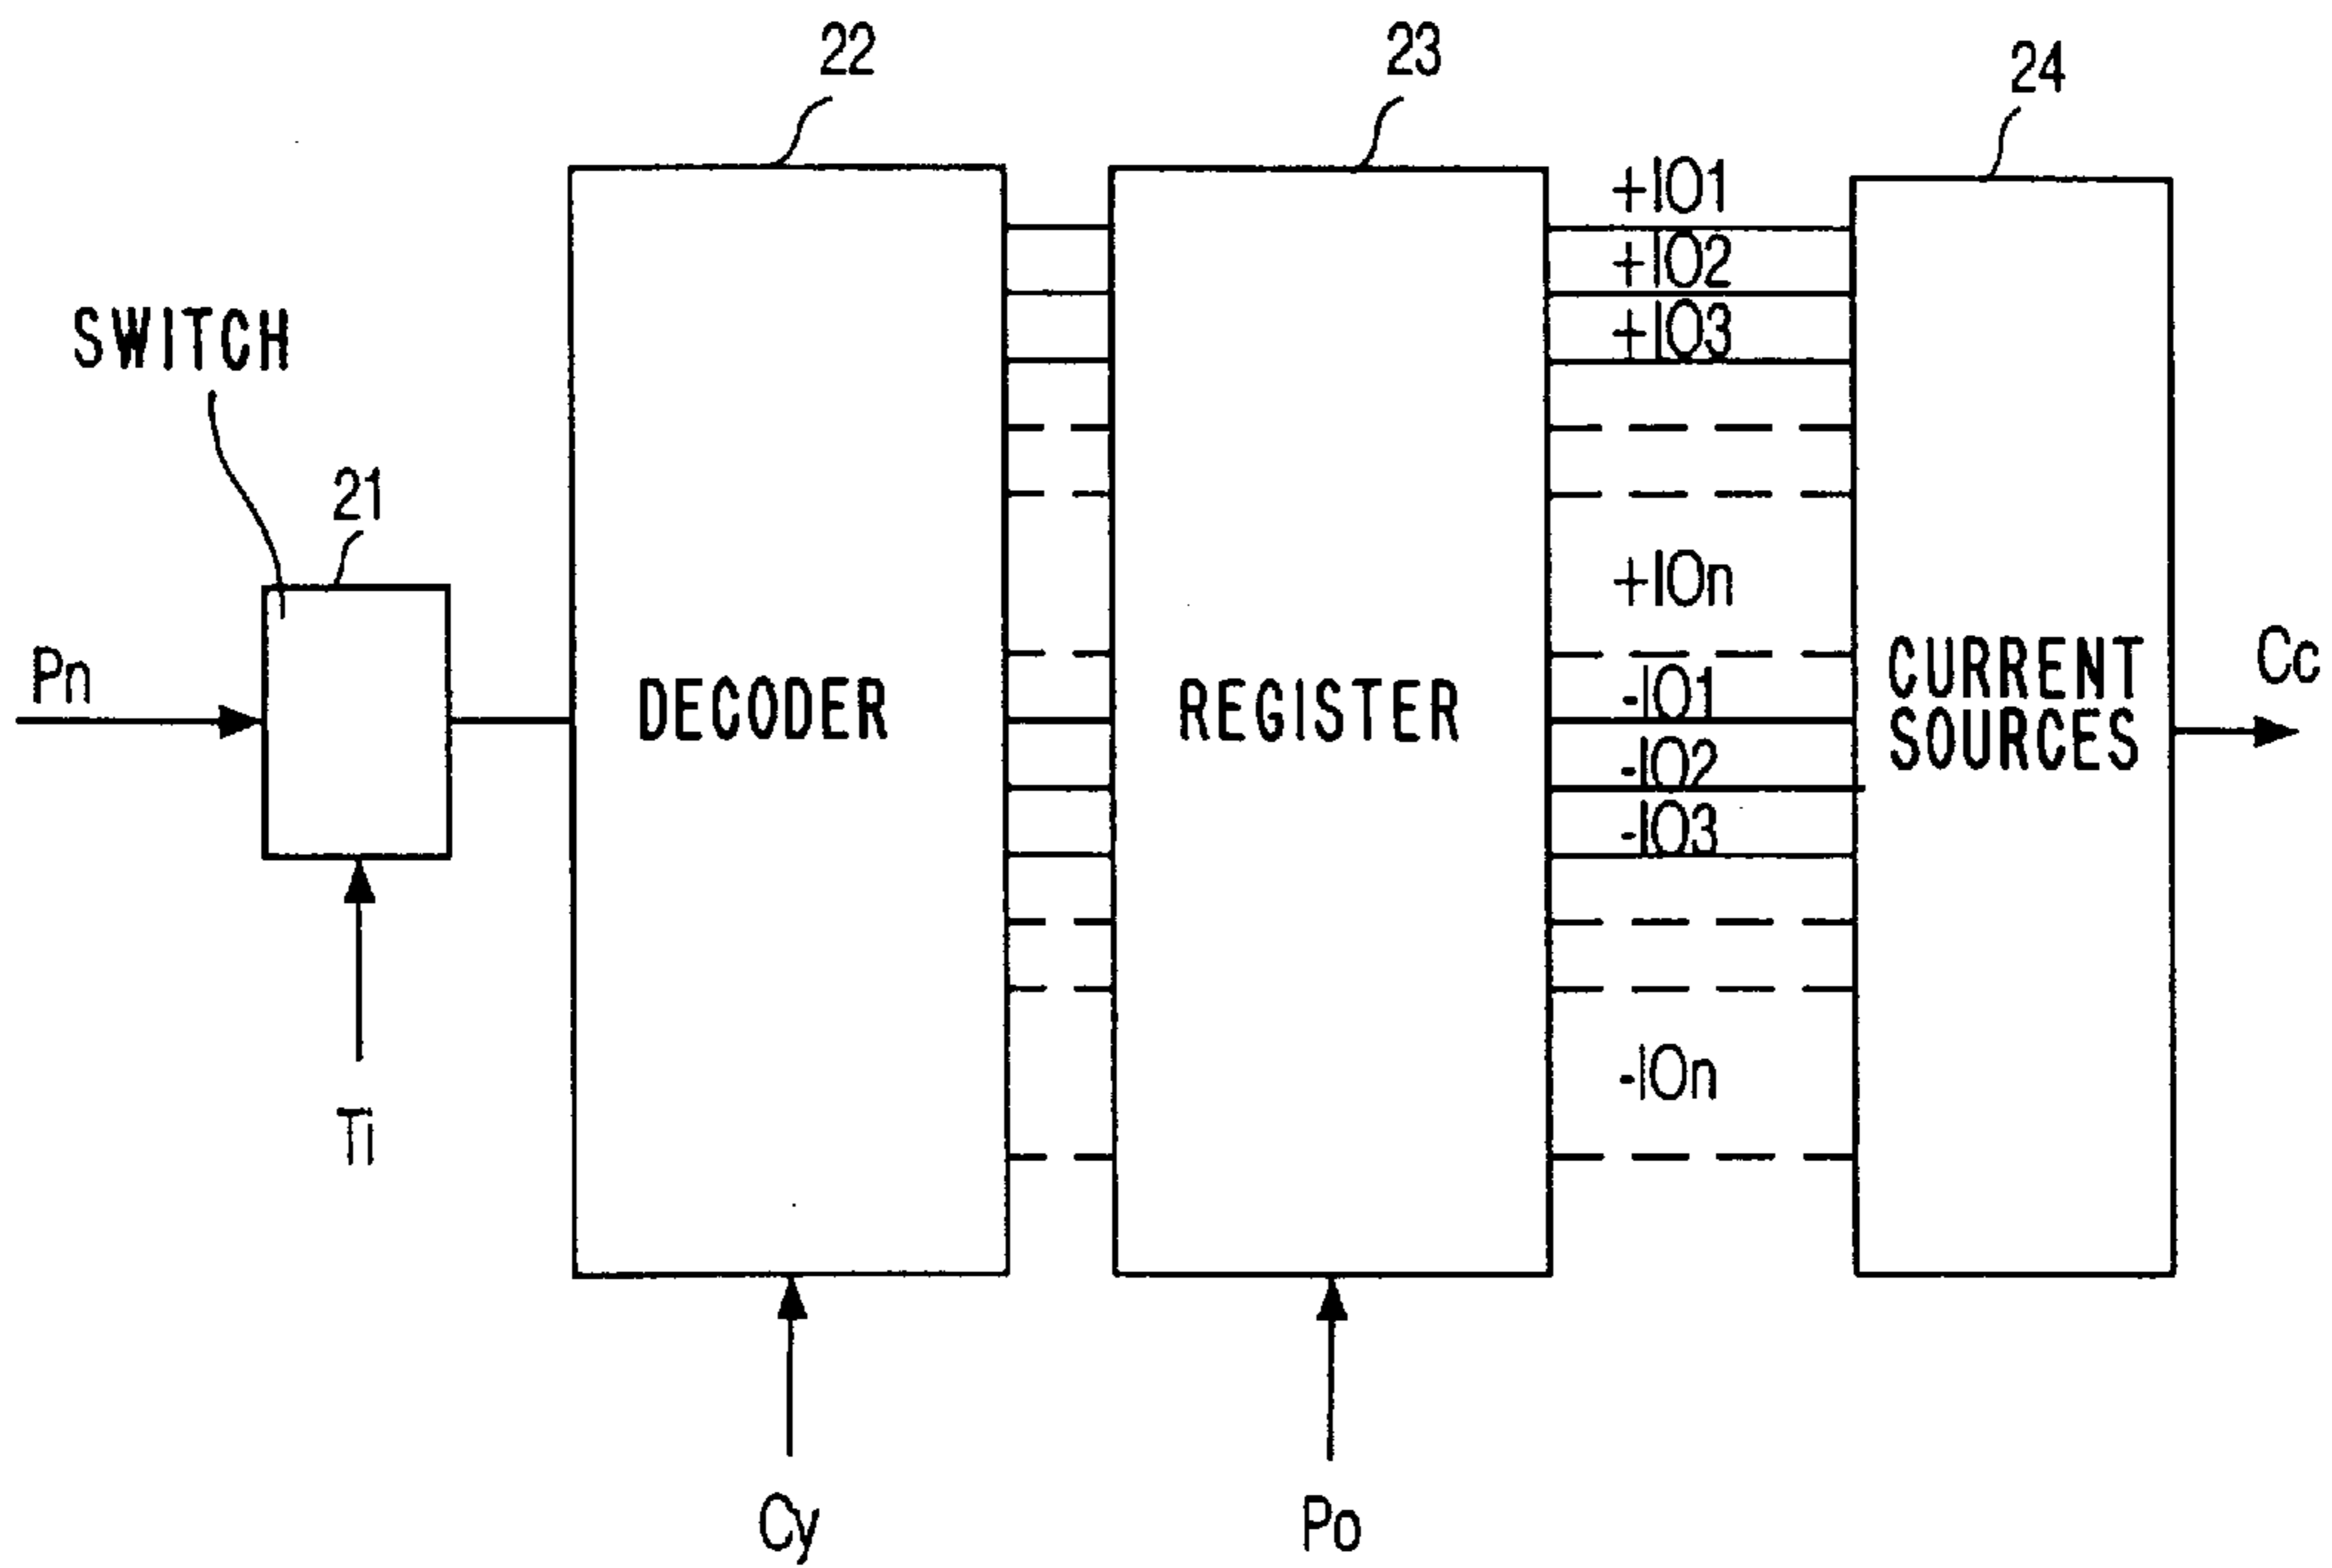 22
23
24
+IO1
+IO2
+IO3
SWITCH
21
+IOn
Pn
DECODER
REGISTER
-IO1
-IO2
-IO3
CURRENT
SOURCES
Cc
-IOn
Ti
Cy
Po